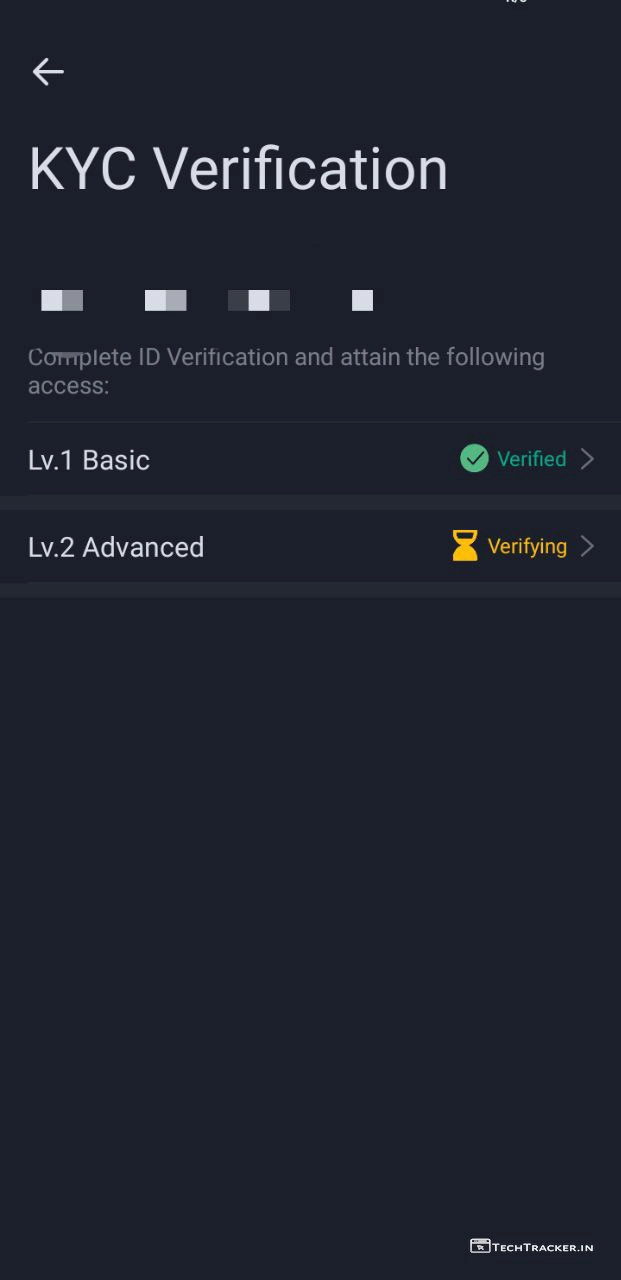 KYC Verification
Complete ID Verification and attain the following
access:
Lv.1 Basic
Verified
Lv.2 Advanced
Verifying
TECHTRACKER.IN